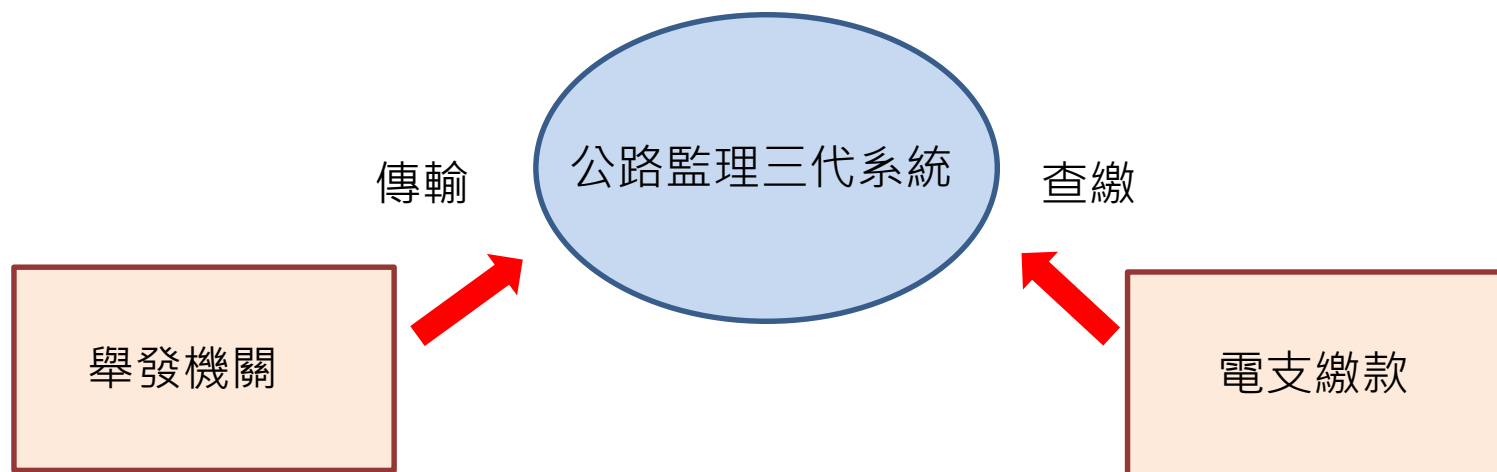 公路監理三代系統
傳輸
查繳
舉發機關
電支繳款